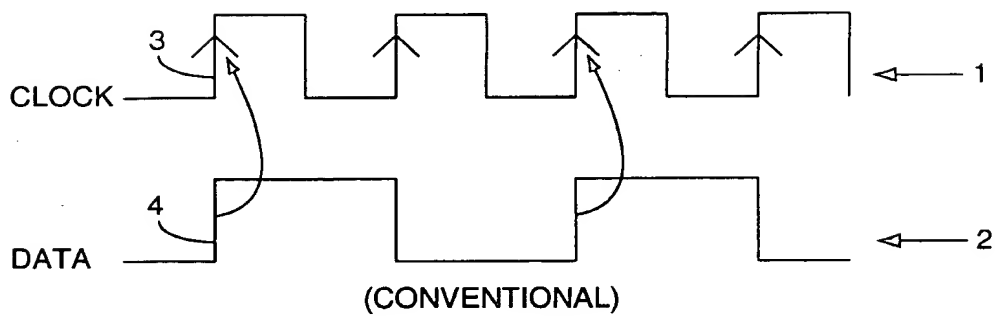 3
CLOCK
1
4
DATA
2
(CONVENTIONAL)